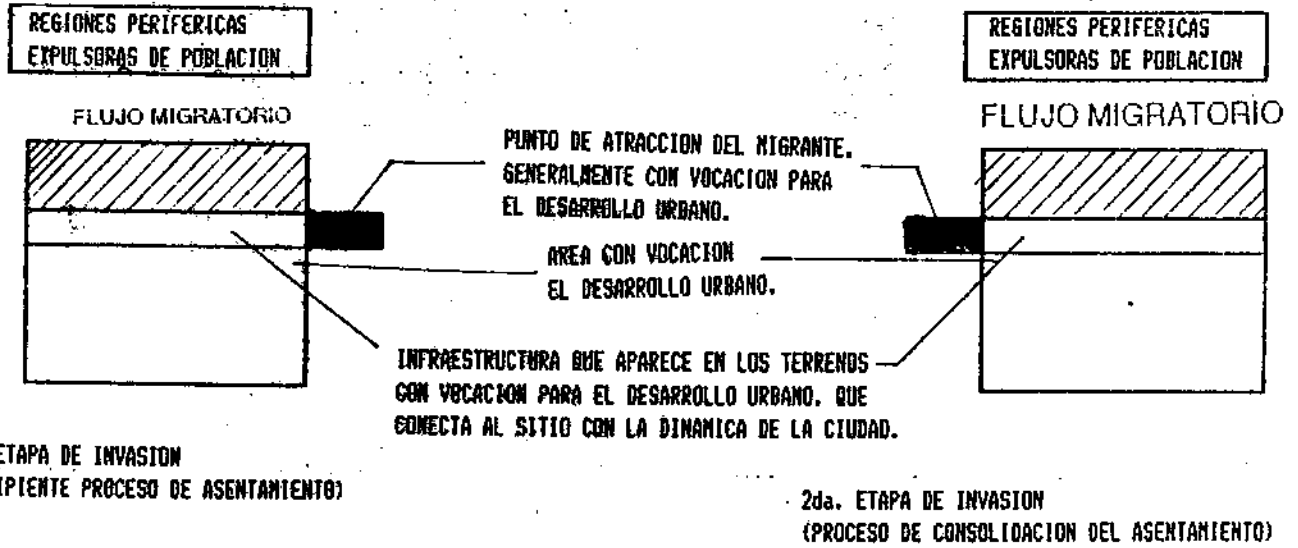 REGIONES PERIFERICAS
EXPULSORAS DE POBLACION
FLUJO MIGRATORIO
REGIONES PERIFERICAS
EXPULSORAS DE POBLACION
FLUJO MIGRATORIO
PUNTO DE ATRACCION DEL MIGRANTE.
GENERALMENTE CON VOCACION PARA
EL DESARROLLO URBANO.
AREA CON VOCACION
EL DESARROLLO URBANO.
INFRAESTRUCTURA QUE APARECE EN LOS TERRENOS
CON VOCACION PARA EL DESARROLLO URBANO. QUE
CONECTA AL SITIO CON LA DINAMICA DE LA CIUDAD.
ETAPA DE INVASION
IPIENTE PROCESO DE ASENTAMIENTO)
2da. ETAPA DE INVASION
(PROCESO DE CONSOLIDACION DEL ASENTAMIENTO)